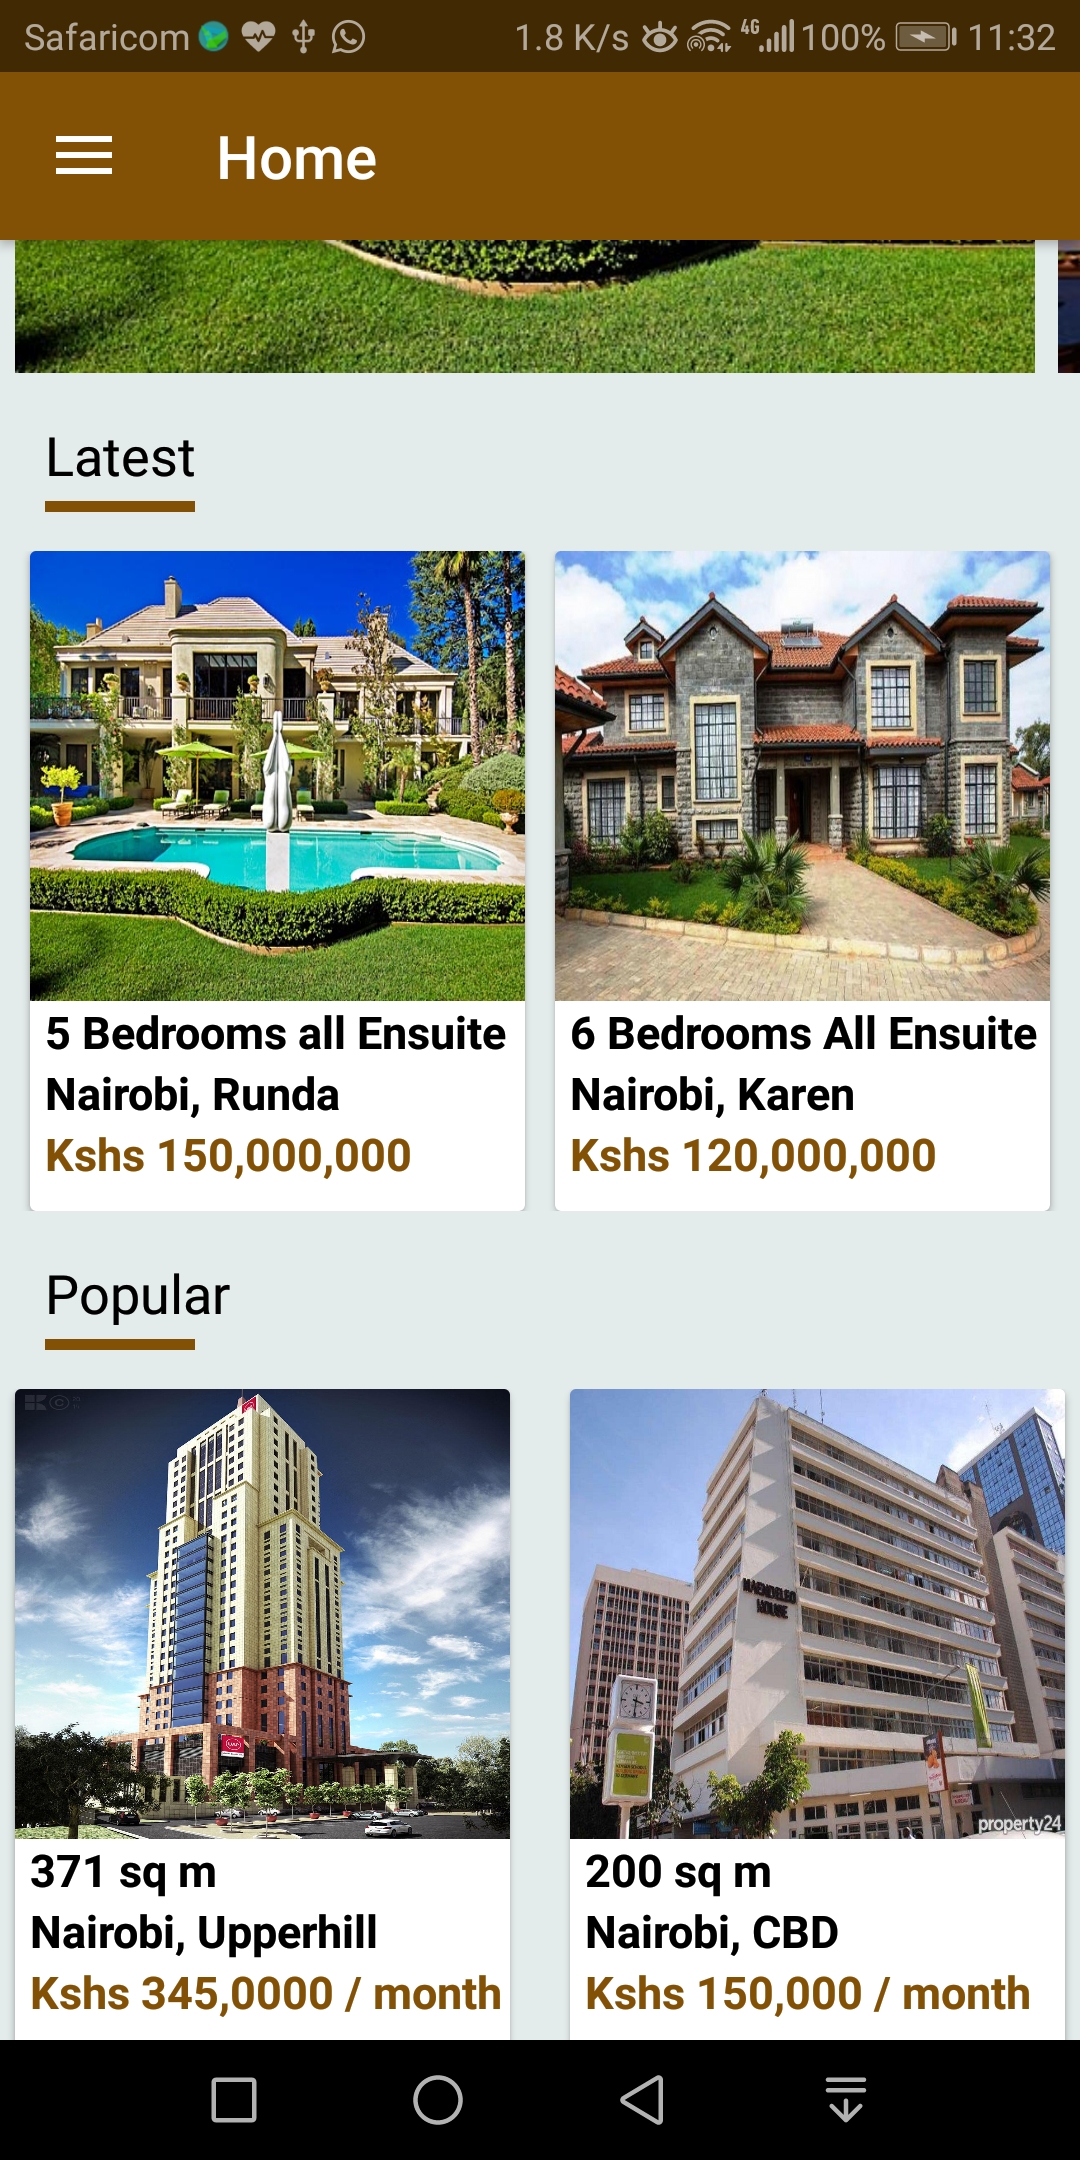 Safaricom 1.8 K/s 4G 100% 11:32
Home
Latest
5 Bedrooms all Ensuite
Nairobi, Runda
Kshs 150,000,000
6 Bedrooms All Ensuite
Nairobi, Karen
Kshs 120,000,000
Popular
MAENDELEO
HOUSE
property24
371 sq m
Nairobi, Upperhill
Kshs 345,0000 / month
200 sq m
Nairobi, CBD
Kshs 150,000 / month